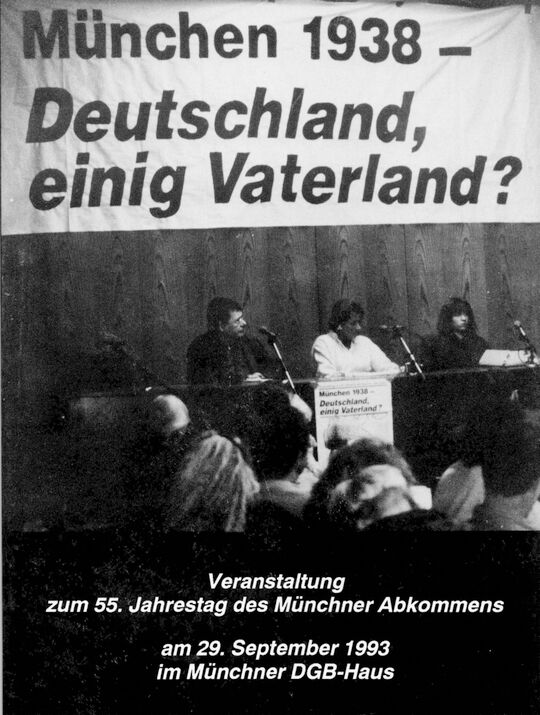 München 1938 –
Deutschland,
einig Vaterland?
München 1938 –
Deutschland,
einig Vaterland?
Veranstaltung
zum 55. Jahrestag des Münchner Abkommens
am 29. September 1993
im Münchner DGB-Haus